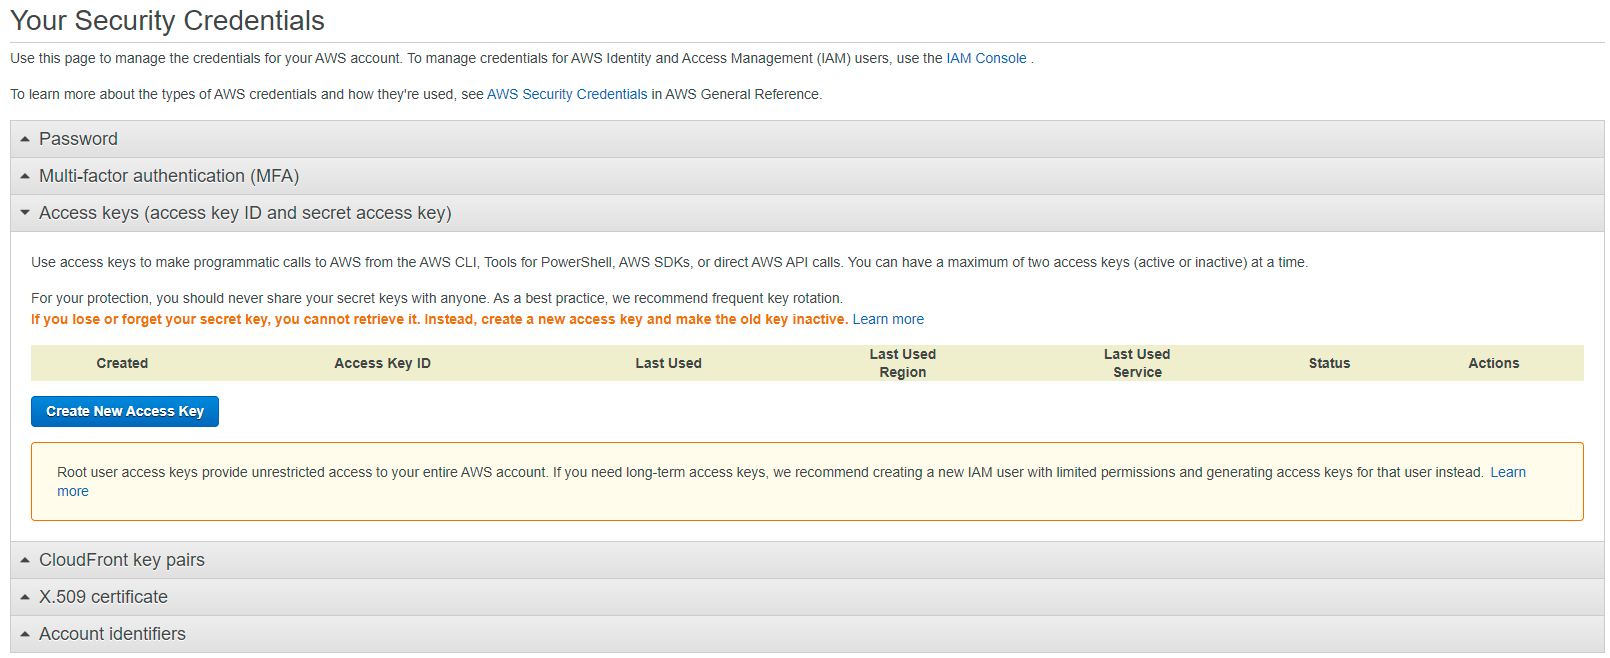 Your Security Credentials
Use this page to manage the credentials for your AWS account. To manage credentials for AWS Identity and Access Management (IAM) users, use the IAM Console .
To learn more about the types of AWS credentials and how they're used, see AWS Security Credentials in AWS General Reference.
Password
Multi-factor authentication (MFA)
Access keys (access key ID and secret access key)
Use access keys to make programmatic calls to AWS from the AWS CLI, Tools for PowerShell, AWS SDKs, or direct AWS API calls. You can have a maximum of two access keys (active or inactive) at a time.
For your protection, you should never share your secret keys with anyone. As a best practice, we recommend frequent key rotation.
If you lose or forget your secret key, you cannot retrieve it. Instead, create a new access key and make the old key inactive. Learn more
Created Access Key ID Last Used Last Used Region Last Used Service Status Actions
Create New Access Key
Root user access keys provide unrestricted access to your entire AWS account. If you need long-term access keys, we recommend creating a new IAM user with limited permissions and generating access keys for that user instead. Learn
more
CloudFront key pairs
X.509 certificate
Account identifiers